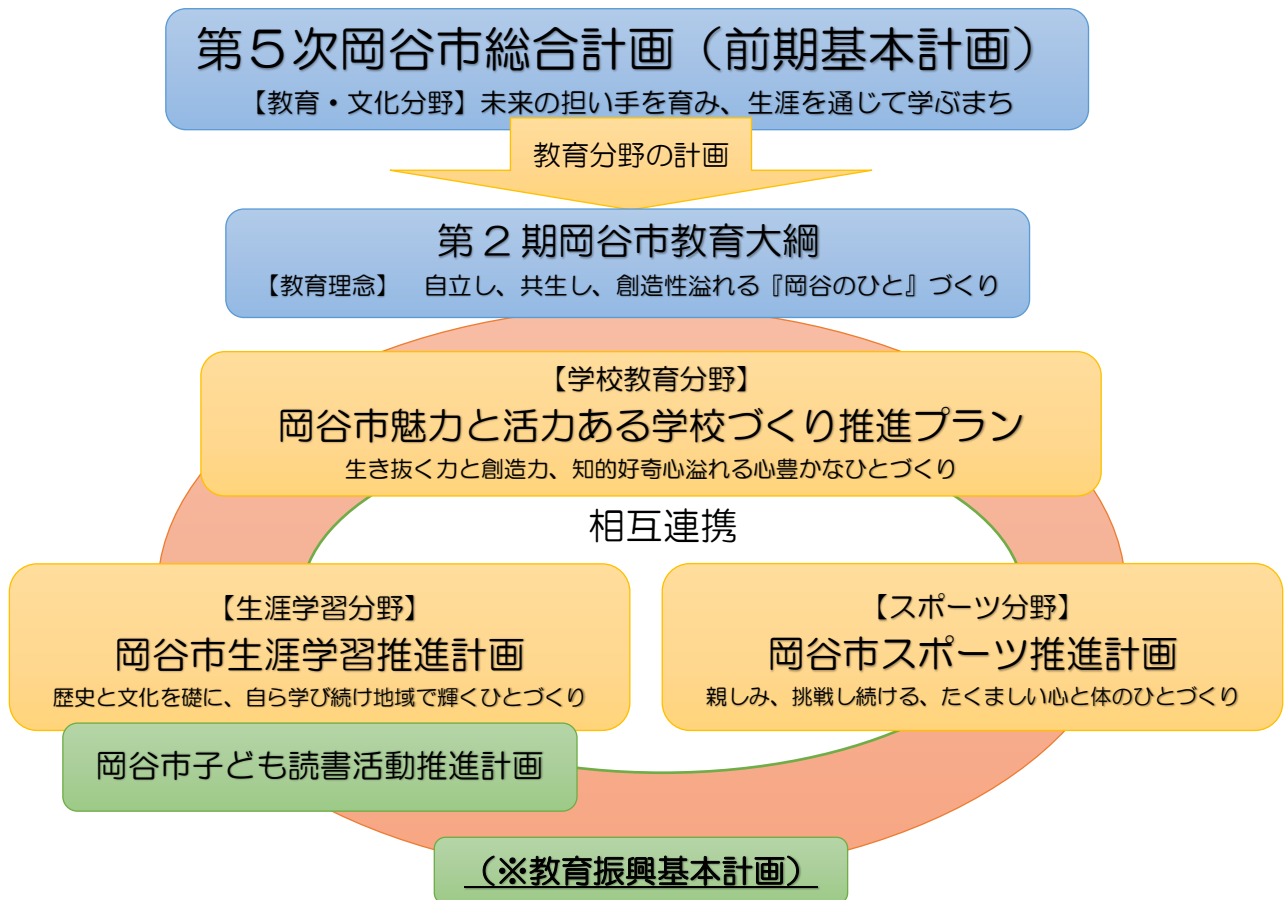 第５次岡谷市総合計画（前期基本計画）
【教育・文化分野】未来の担い手を育み、生涯を通じて学ぶまち
教育分野の計画
第２期岡谷市教育大綱
【教育理念】　自立し、共生し、創造性溢れる『岡谷のひと』づくり
【学校教育分野】
岡谷市魅力と活力ある学校づくり推進プラン
生き抜く力と創造力、知的好奇心溢れる心豊かなひとづくり
相互連携
【生涯学習分野】
岡谷市生涯学習推進計画
歴史と文化を礎に、自ら学び続け地域で輝くひとづくり
岡谷市子ども読書活動推進計画
【スポーツ分野】
岡谷市スポーツ推進計画
親しみ、挑戦し続ける、たくましい心と体のひとづくり
（※教育振興基本計画）